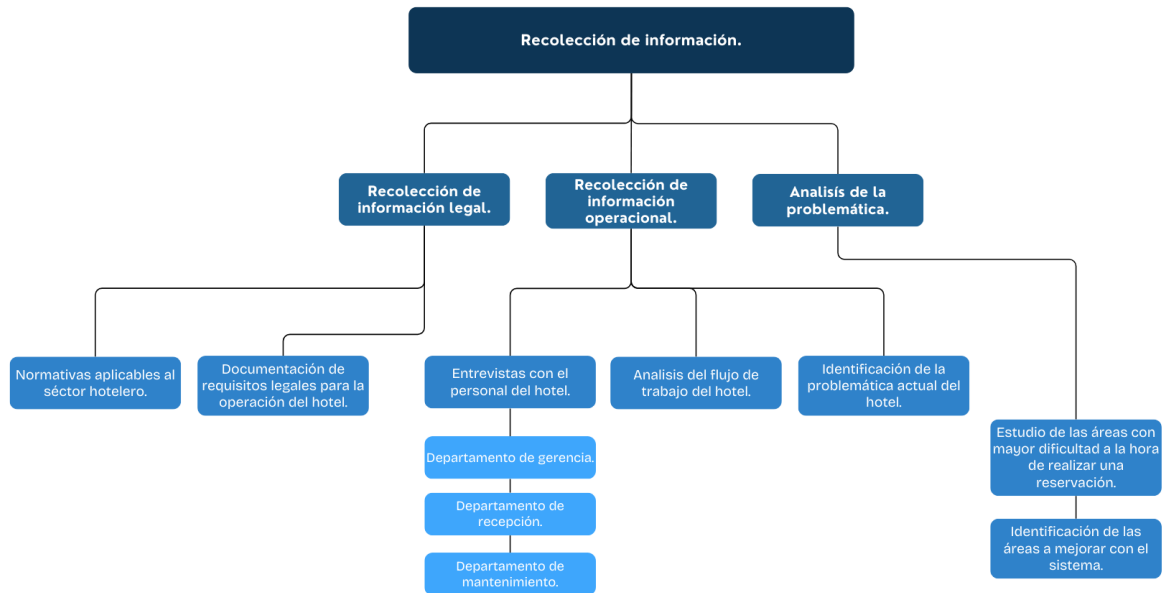 Recolección de información.
Recolección de
información legal.
Recolección de
información
operacional.
Analisís de la
problemática.
Normativas aplicables al
séctor hotelero.
Documentación de
requisitos legales para la
operación del hotel.
Entrevistas con el
personal del hotel.
Analisis del flujo de
trabajo del hotel.
Identificación de la
problemática actual del
hotel.
Departamento de gerencia.
Departamento de
recepción.
Departamento de
mantenimiento.
Estudio de las áreas con
mayor dificultad a la hora
de realizar una
reservación.
Identificación de las
áreas a mejorar con el
sistema.